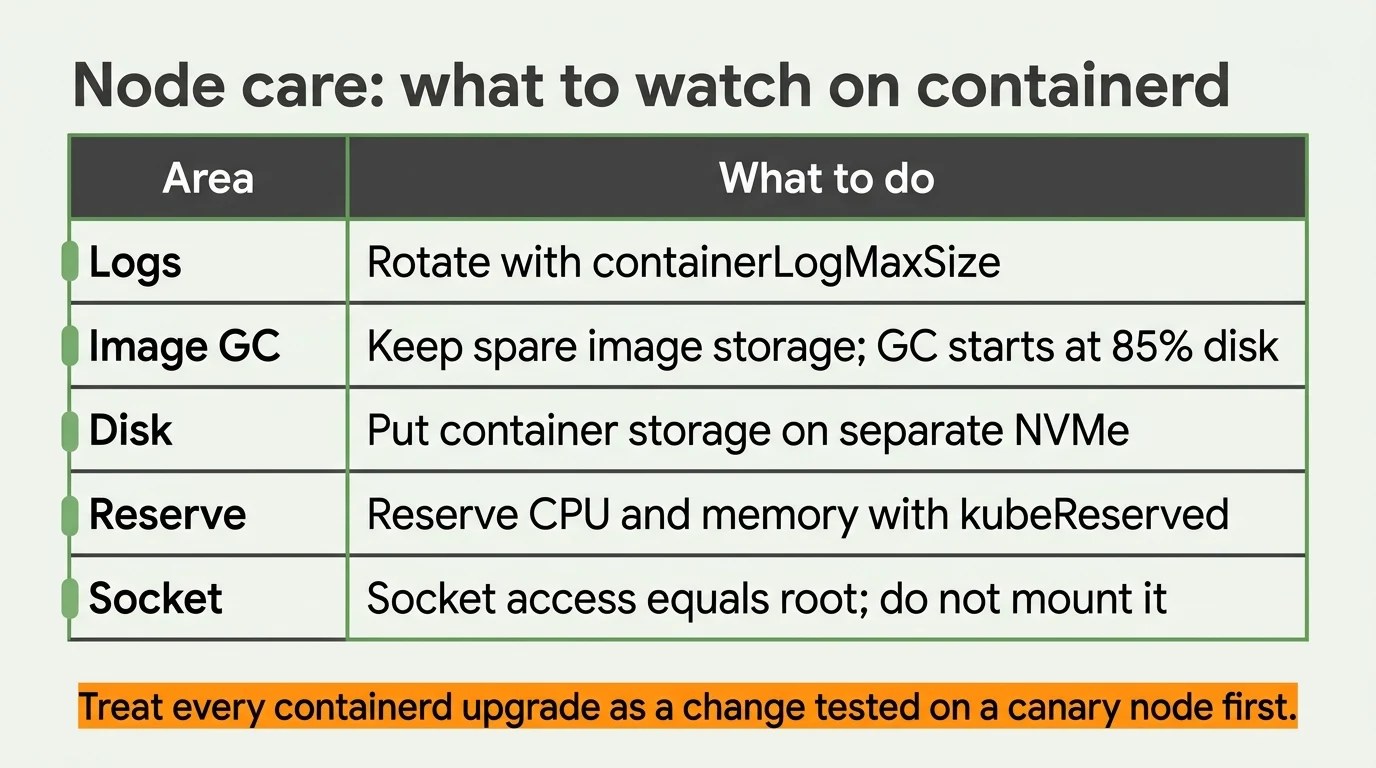 Node care: what to watch on containerd
Area
What to do
Logs
Rotate with containerLogMaxSize
Image GC
Keep spare image storage; GC starts at 85% disk
Disk
Put container storage on separate NVMe
Reserve
Reserve CPU and memory with kubeReserved
Socket
Socket access equals root; do not mount it
Treat every containerd upgrade as a change tested on a canary node first.